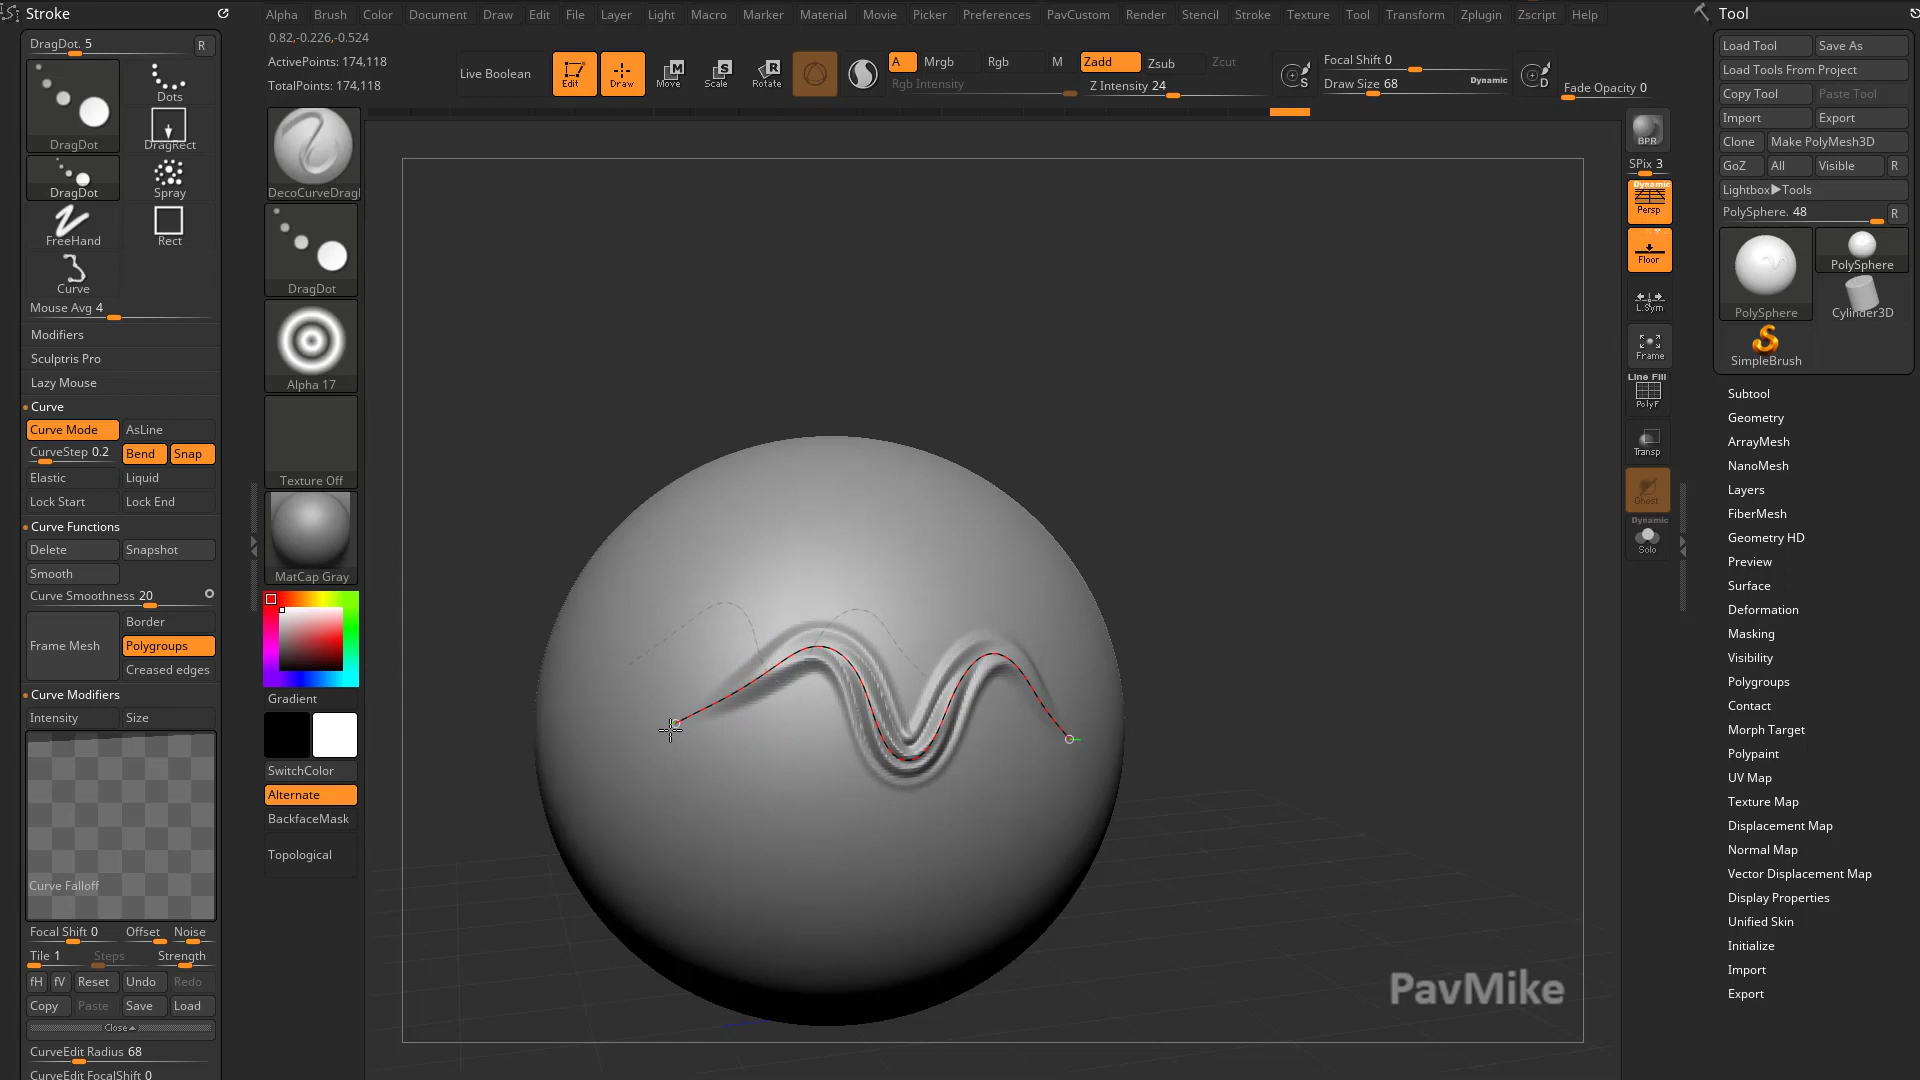 Stroke
Alpha Brush Color Document Draw Edit File Layer Light Macro Marker Material Movie Picker Preferences PavCustom Render Stencil Stroke Texture Tool Transform Zplugin Zscript Help
Tool
DragDot. 5
R
DragDot
Dots
DragRect
DragDot
Spray
FreeHand
Rect
Curve
Mouse Avg 4
Modifiers
Sculptris Pro
Lazy Mouse
Curve
Curve Mode AsLine
CurveStep 0.2 Bend Snap
Elastic Liquid
Lock Start Lock End
Curve Functions
Delete Snapshot
Smooth
Curve Smoothness 20
Frame Mesh
Border
Polygroups
Creased edges
Curve Modifiers
Intensity Size
Curve Falloff
Focal Shift 0 Offset Noise
Tile 1 Steps Strength
fH fV Reset Undo Redo
Copy Paste Save Load
Close
CurveEdit Radius 68
CurveEdit FocalShift 0
0.82,-0.226,-0.524
ActivePoints: 174,118
TotalPoints: 174,118
Live Boolean
Edit
Draw
Move
Scale
Rotate
A Mrgb Rgb M
Rgb Intensity
Zadd Zsub Zcut
Z Intensity 24
S
Focal Shift 0
Draw Size 68
Dynamic
D
Fade Opacity 0
DecoCurveDragI
DragDot
Alpha 17
Texture Off
MatCap Gray
Gradient
SwitchColor
Alternate
BackfaceMask
Topological
BPR
SPix 3
Dynamic
Persp
Floor
L.Sym
Frame
Line Fill
PolyF
Transp
Ghost
Dynamic
Solo
Load Tool Save As
Load Tools From Project
Copy Tool Paste Tool
Import Export
Clone Make PolyMesh3D
GoZ All Visible R
Lightbox▶Tools
PolySphere. 48 R
PolySphere
PolySphere
Cylinder3D
SimpleBrush
Subtool
Geometry
ArrayMesh
NanoMesh
Layers
FiberMesh
Geometry HD
Preview
Surface
Deformation
Masking
Visibility
Polygroups
Contact
Morph Target
Polypaint
UV Map
Texture Map
Displacement Map
Normal Map
Vector Displacement Map
Display Properties
Unified Skin
Initialize
Import
Export
PavMike